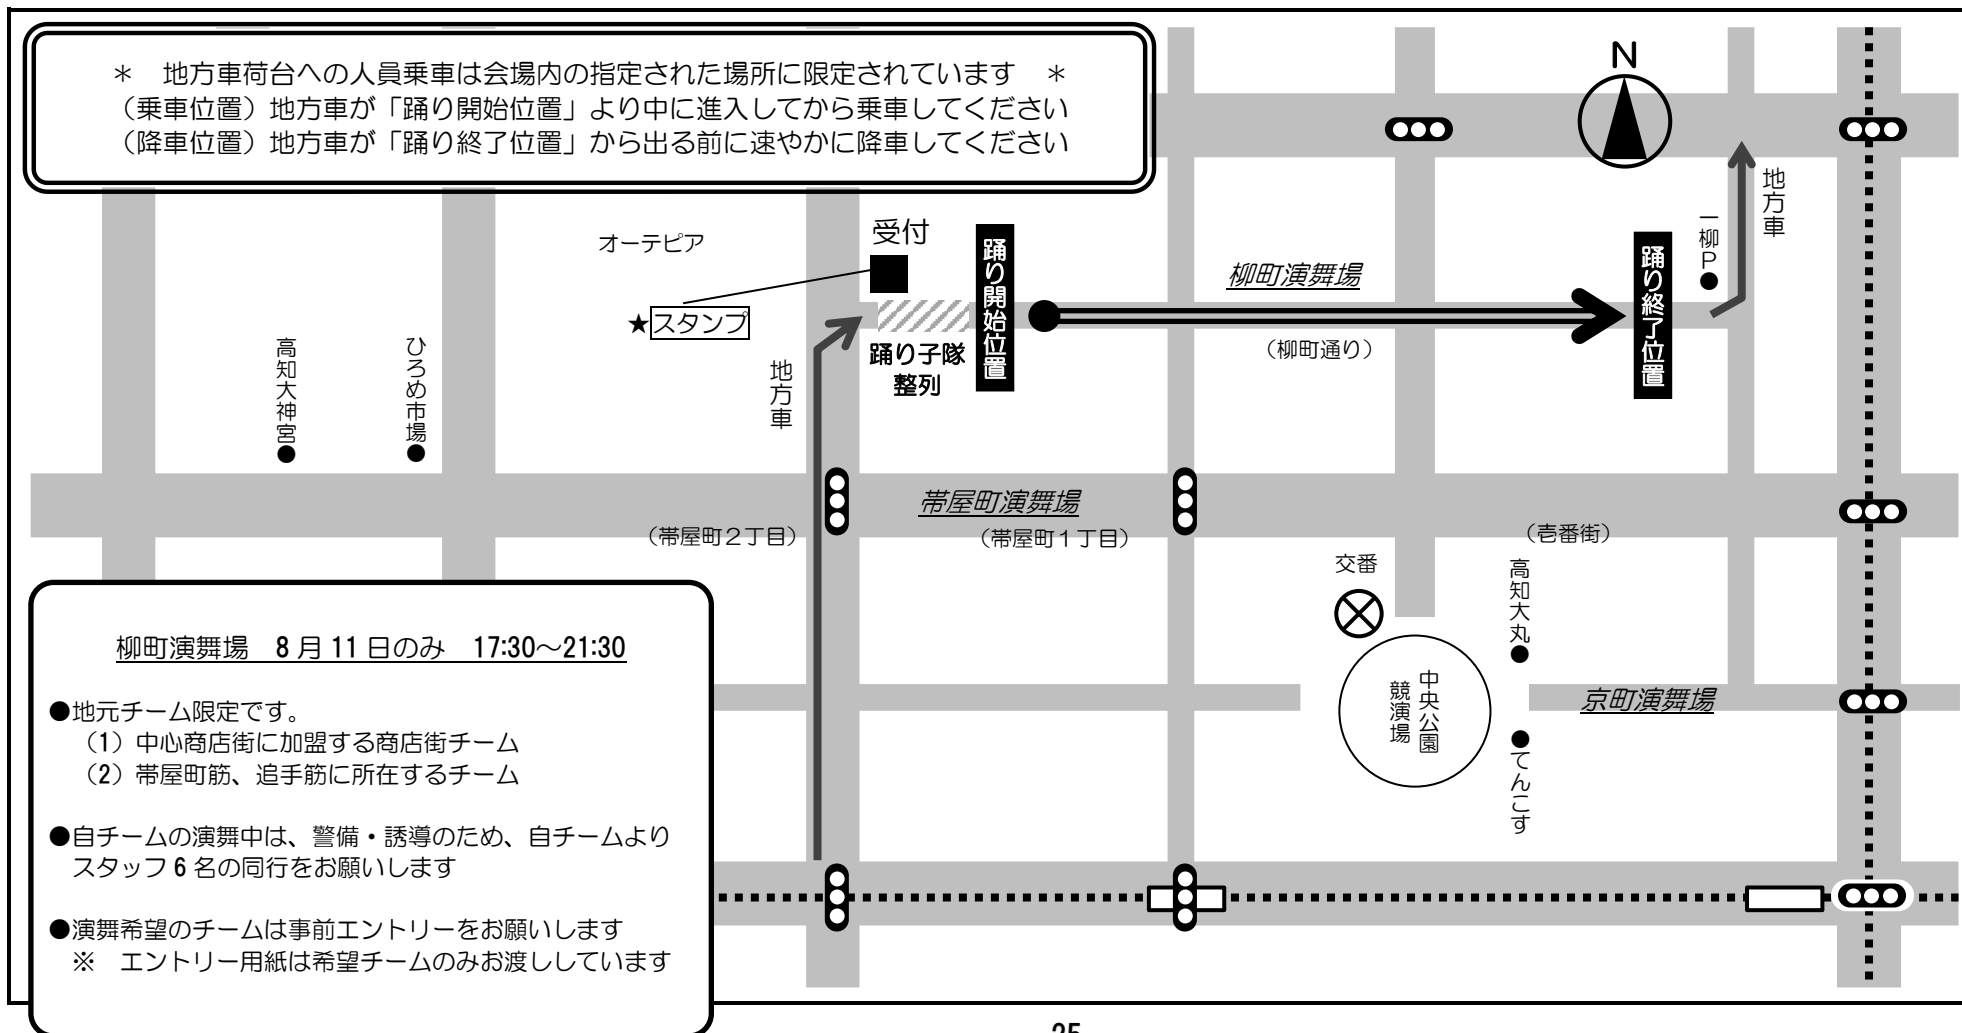 ＊　地方車荷台への人員乗車は会場内の指定された場所に限定されています　＊
（乗車位置）地方車が「踊り開始位置」より中に進入してから乗車してください
（降車位置）地方車が「踊り終了位置」から出る前に速やかに降車してください
N
地方車
一柳P
オーテピア
受付
踊り開始位置
柳町演舞場
踊り終了位置
★スタンプ
踊り子隊
整列
（柳町通り）
高知大神宮
ひろめ市場
地方車
帯屋町演舞場
（帯屋町２丁目）
（帯屋町１丁目）
（壱番街）
交番
高知大丸
中央公園
競演場
京町演舞場
てんこす
柳町演舞場　8月11日のみ　17:30～21:30
●地元チーム限定です。
（1）中心商店街に加盟する商店街チーム
（2）帯屋町筋、追手筋に所在するチーム
●自チームの演舞中は、警備・誘導のため、自チームより
スタッフ6名の同行をお願いします
●演舞希望のチームは事前エントリーをお願いします
※　エントリー用紙は希望チームのみお渡ししています